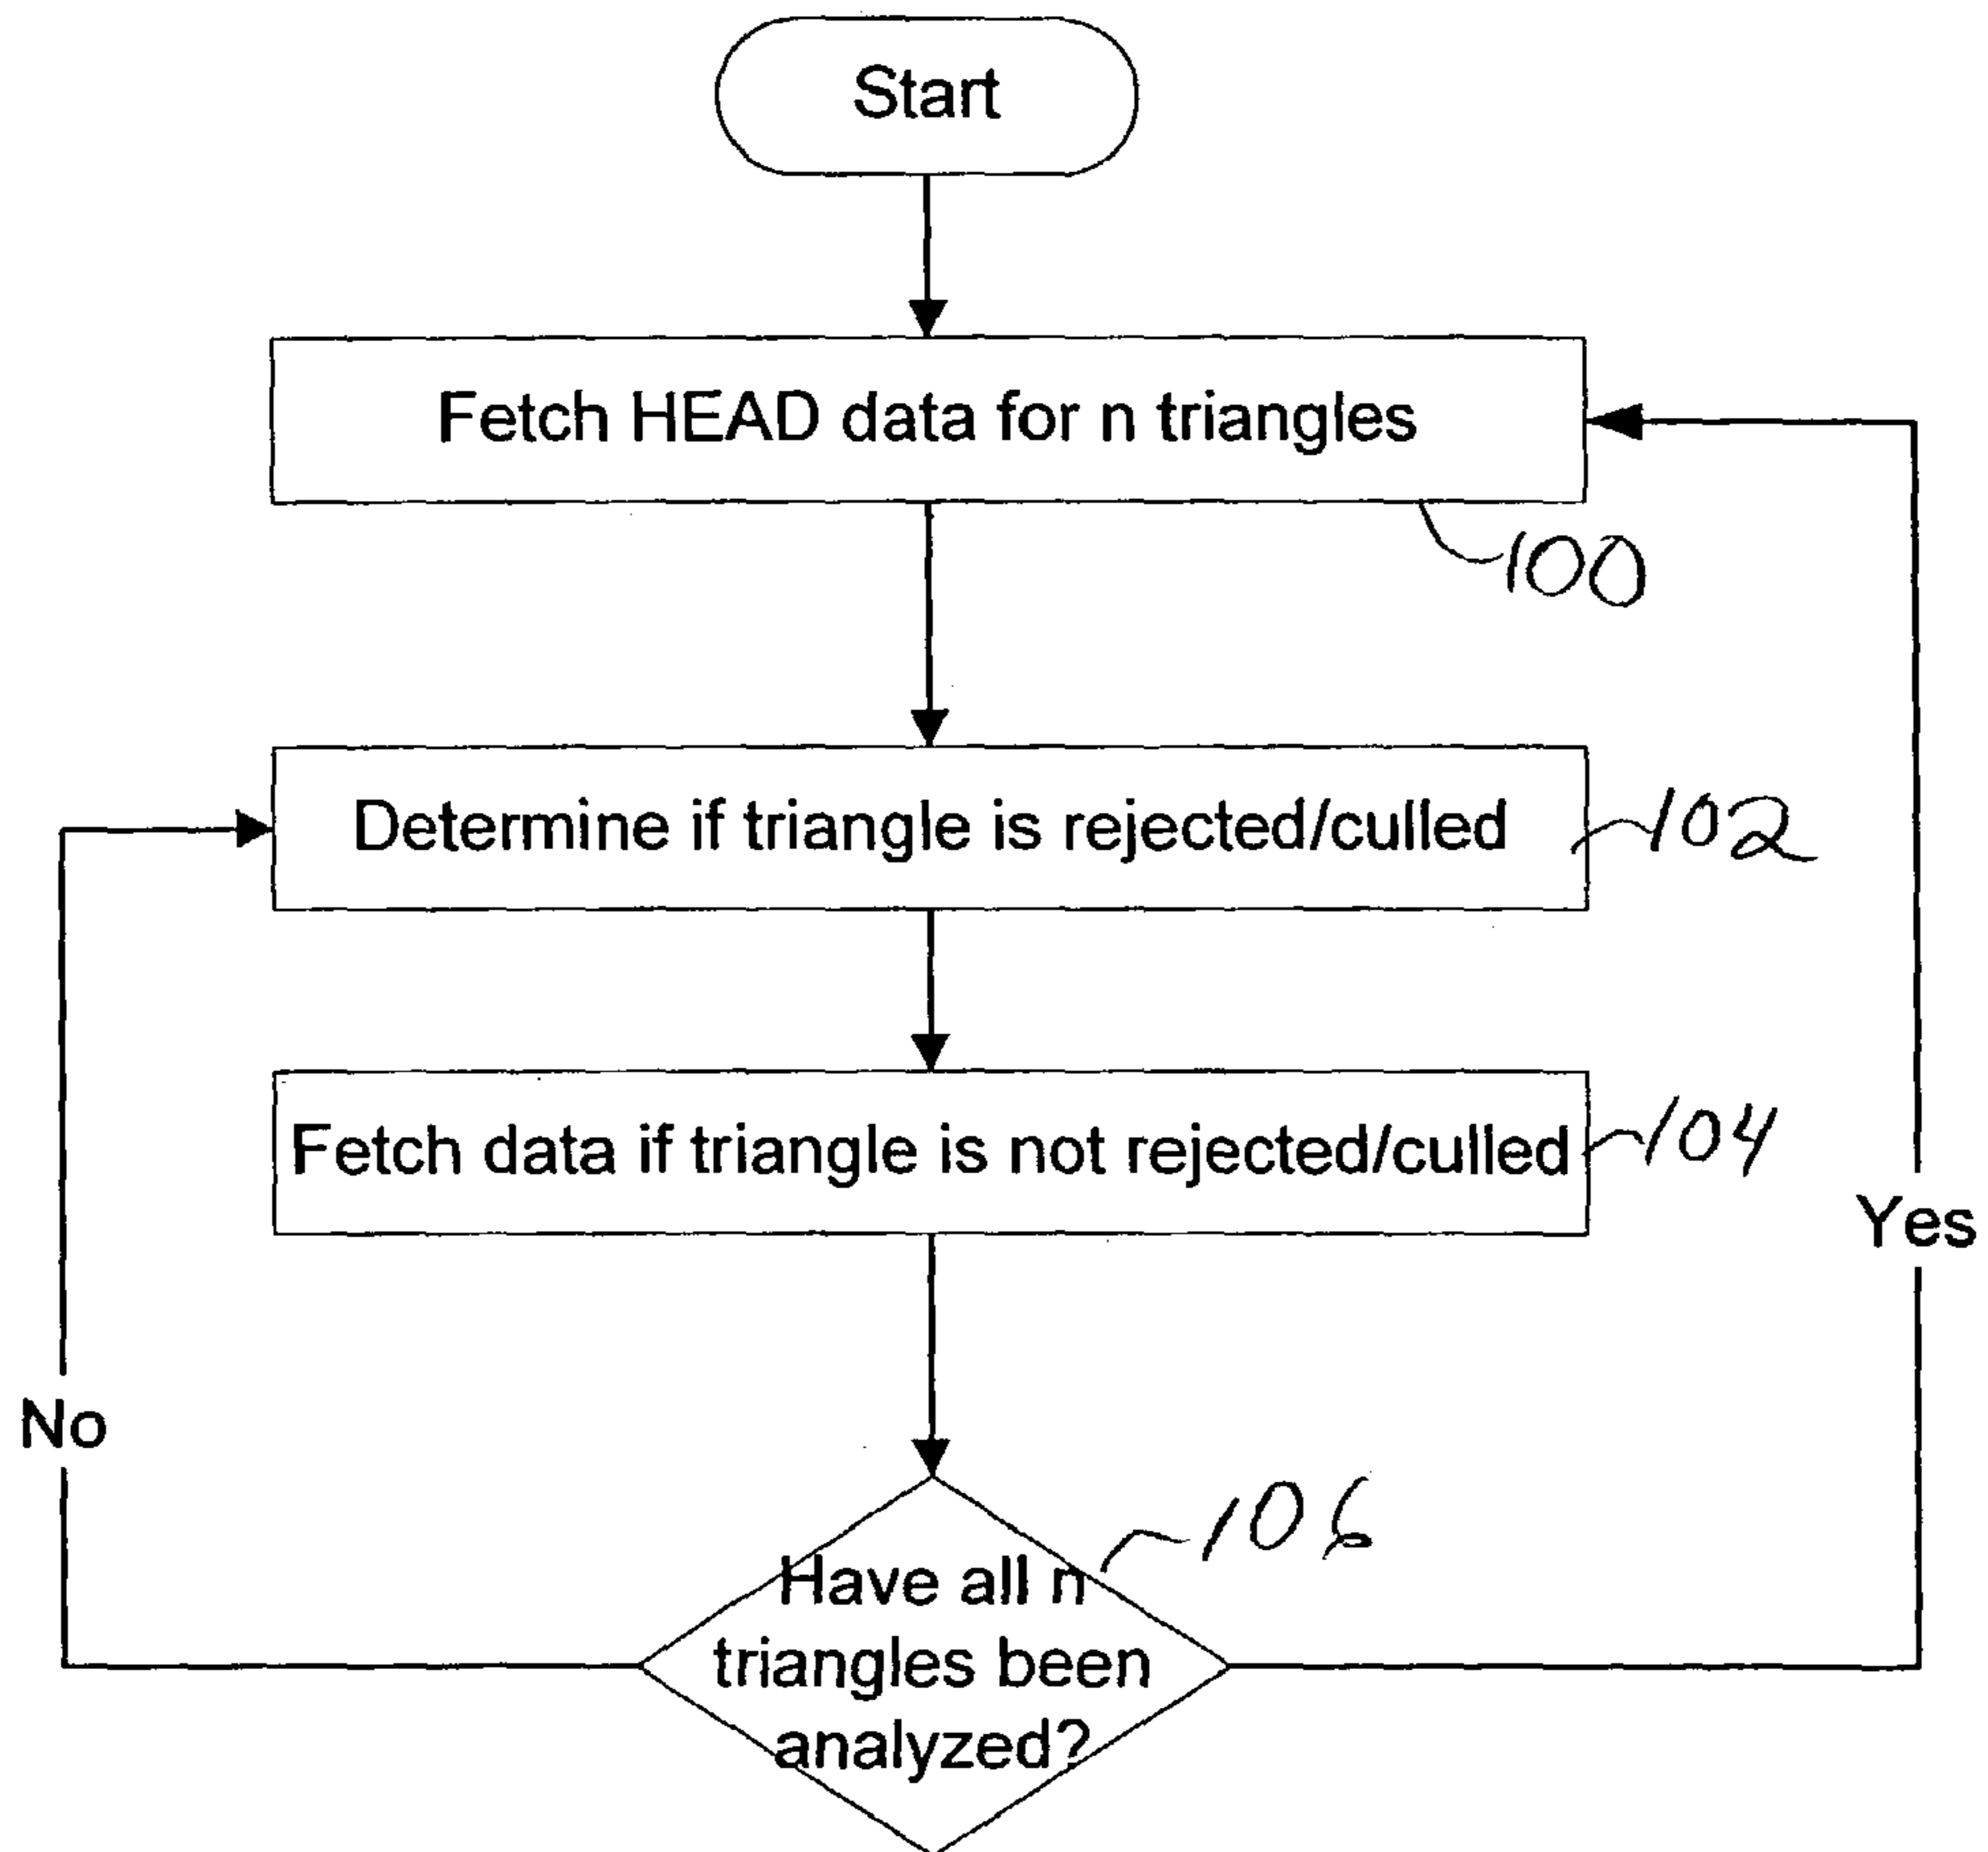 Start
Fetch HEAD data for n triangles
100
Determine if triangle is rejected/culled
102
Fetch data if triangle is not rejected/culled
104
Yes
No
106
Have all n
triangles been
analyzed?